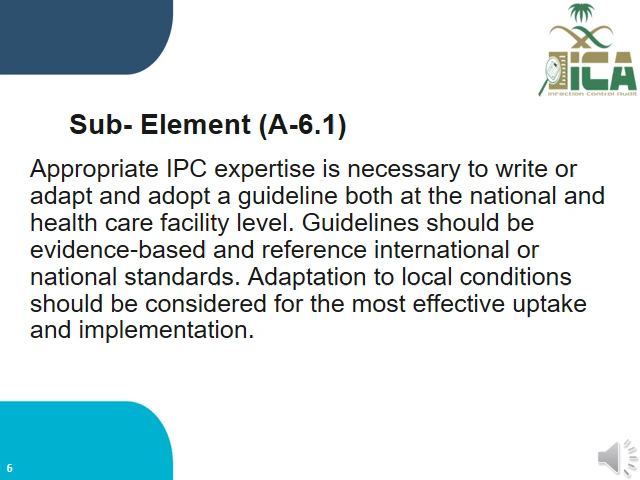 iCA
Infection Control Audit
Sub- Element (A-6.1)
Appropriate IPC expertise is necessary to write or
adapt and adopt a guideline both at the national and
health care facility level. Guidelines should be
evidence-based and reference international or
national standards. Adaptation to local conditions
should be considered for the most effective uptake
and implementation.
6